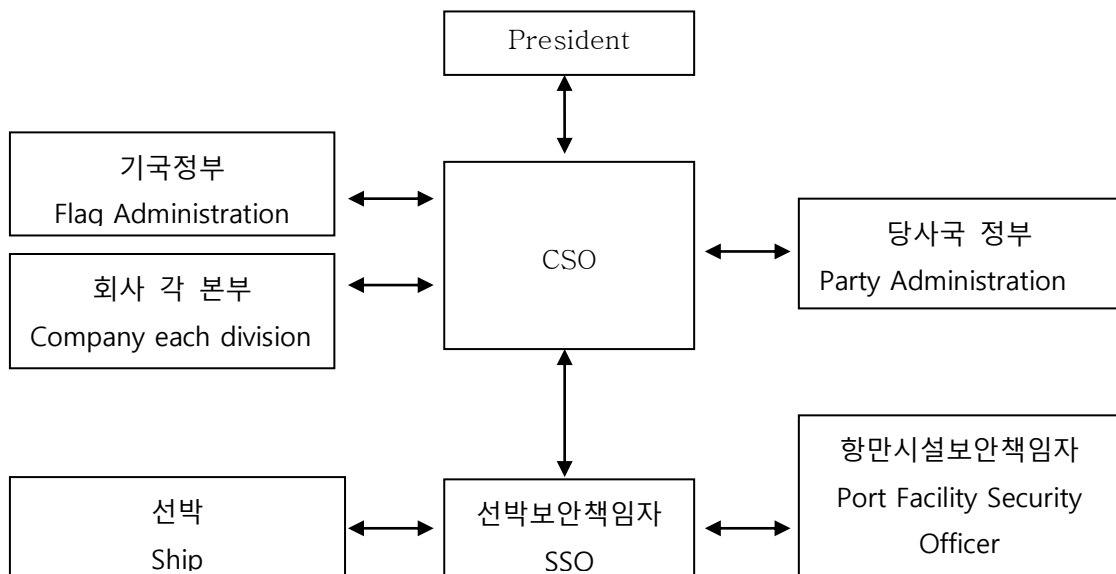 President
기국정부
Flag Administration
CSO
당사국 정부
Party Administration
회사 각 본부
Company each division
선박
Ship
선박보안책임자
SSO
항만시설보안책임자
Port Facility Security
Officer